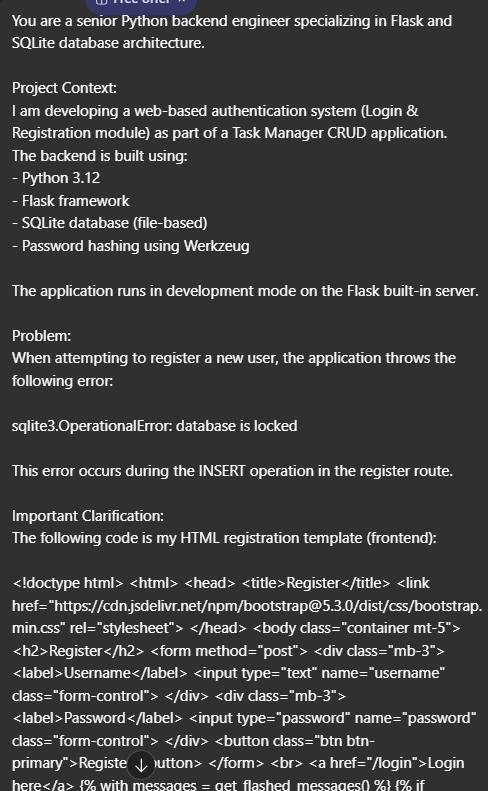 You are a senior Python backend engineer specializing in Flask and
SQLite database architecture.
Project Context:
I am developing a web-based authentication system (Login &
Registration module) as part of a Task Manager CRUD application.
The backend is built using:
- Python 3.12
- Flask framework
- SQLite database (file-based)
- Password hashing using Werkzeug
The application runs in development mode on the Flask built-in server.
Problem:
When attempting to register a new user, the application throws the
following error:
sqlite3.OperationalError: database is locked
This error occurs during the INSERT operation in the register route.
Important Clarification:
The following code is my HTML registration template (frontend):
<!doctype html> <html> <head> <title>Register</title> <link
href="https://cdn.jsdelivr.net/npm/bootstrap@5.3.0/dist/css/bootstrap.
min.css" rel="stylesheet"> </head> <body class="container mt-5">
<h2>Register</h2> <form method="post"> <div class="mb-3">
<label>Username</label> <input type="text" name="username"
class="form-control"> </div> <div class="mb-3">
<label>Password</label> <input type="password" name="password"
class="form-control"> </div> <button class="btn btn-
primary">Registe utton> </form> <br> <a href="/login">Login
here</a> {% with messages = get_flashed_messages() %} {% if